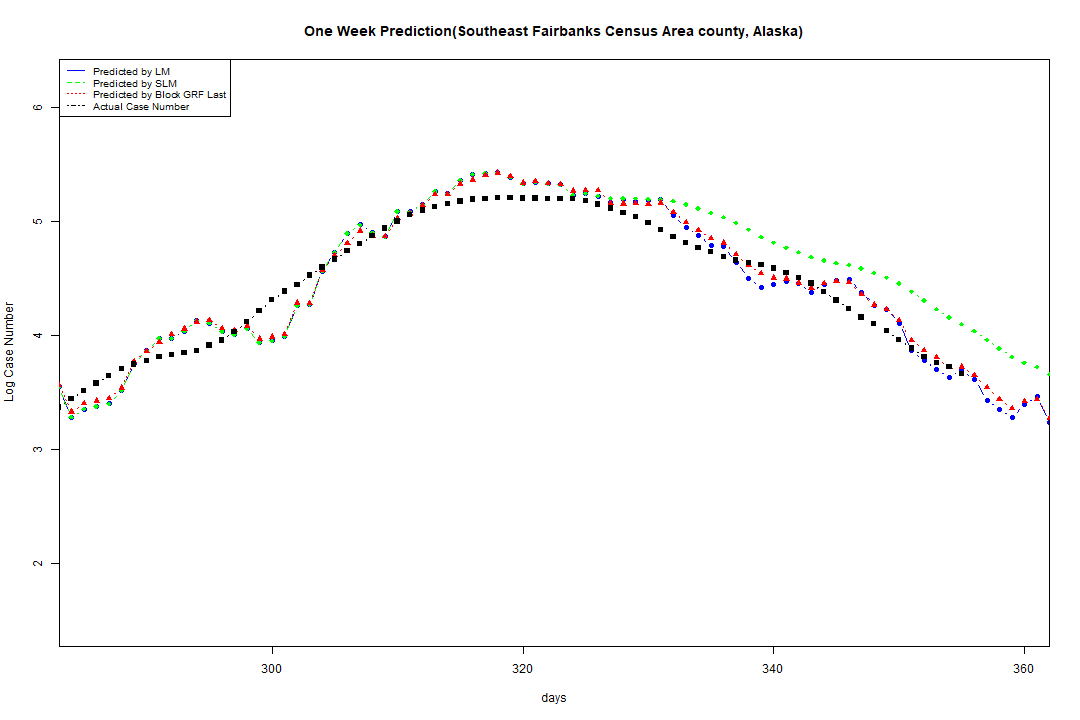 One Week Prediction(Southeast Fairbanks Census Area county, Alaska)
Predicted by LM
Predicted by SLM
Predicted by Block GRF Last
Actual Case Number
6
5
4
3
2
Log Case Number
300 320 340 360
days